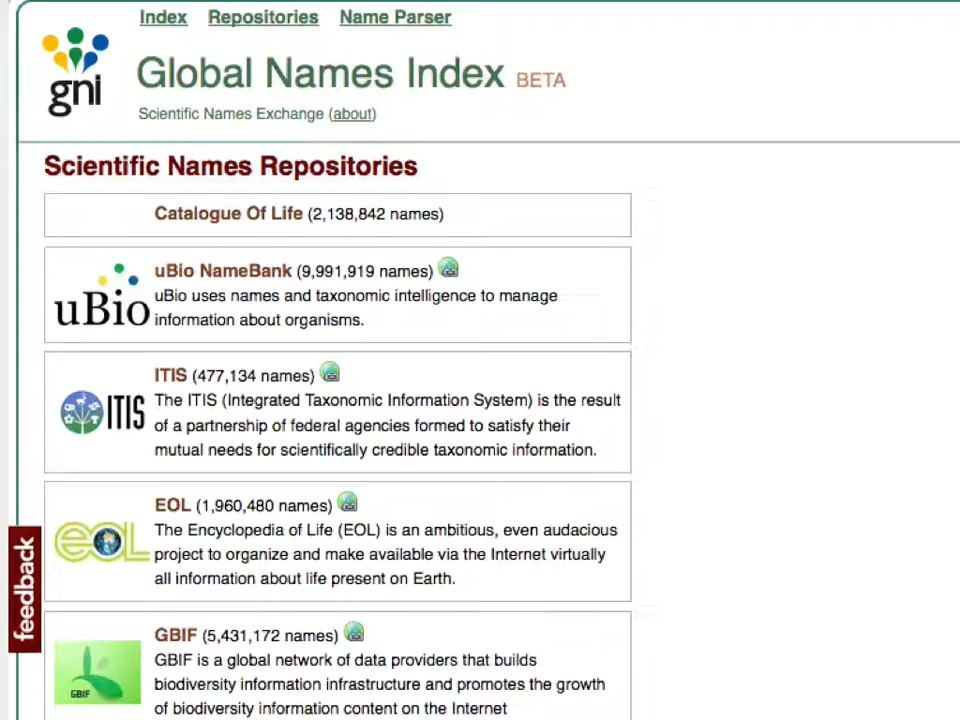 Index Repositories Name Parser
gni
Global Names Index BETA
Scientific Names Exchange (about)
Scientific Names Repositories
Catalogue Of Life (2,138,842 names)
uBio
uBio NameBank (9,991,919 names)
uBio uses names and taxonomic intelligence to manage
information about organisms.
ITIS
ITIS (477,134 names)
The ITIS (Integrated Taxonomic Information System) is the result
of a partnership of federal agencies formed to satisfy their
mutual needs for scientifically credible taxonomic information.
eOL
EOL (1,960,480 names)
The Encyclopedia of Life (EOL) is an ambitious, even audacious
project to organize and make available via the Internet virtually
all information about life present on Earth.
feedback
GBIF
GBIF (5,431,172 names)
GBIF is a global network of data providers that builds
biodiversity information infrastructure and promotes the growth
of biodiversity information content on the Internet